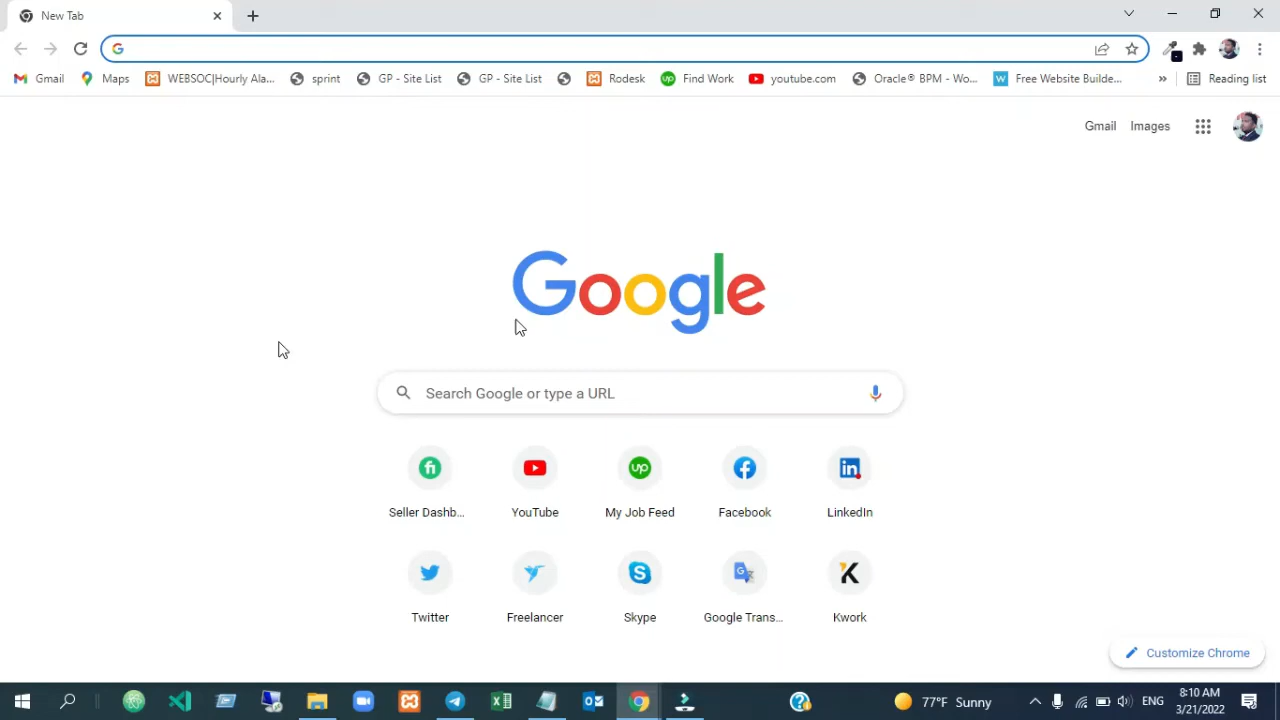 New Tab
Gmail Maps WEBSOC|Hourly Ala... sprint GP - Site List GP - Site List Rodesk Find Work youtube.com Oracle® BPM - Wo... Free Website Builde... » Reading list
Gmail Images
Google
Search Google or type a URL
Seller Dashb... YouTube My Job Feed Facebook LinkedIn
Twitter Freelancer Skype Google Trans... Kwork
Customize Chrome
77°F Sunny ENG 8:10 AM
3/21/2022